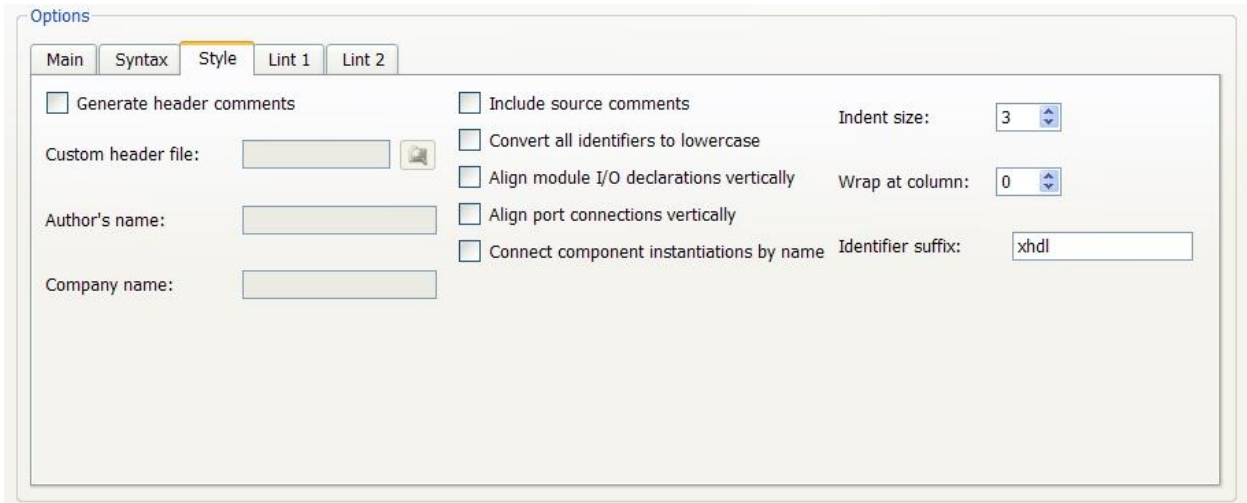 Options
Main Syntax Style Lint 1 Lint 2
Generate header comments
Custom header file:
Author's name:
Company name:
Include source comments
Convert all identifiers to lowercase
Align module I/O declarations vertically
Align port connections vertically
Connect component instantiations by name
Indent size: 3
Wrap at column: 0
Identifier suffix: xhdl